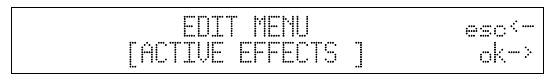 EDIT MENU esc<-
[ACTIVE EFFECTS ] ok->